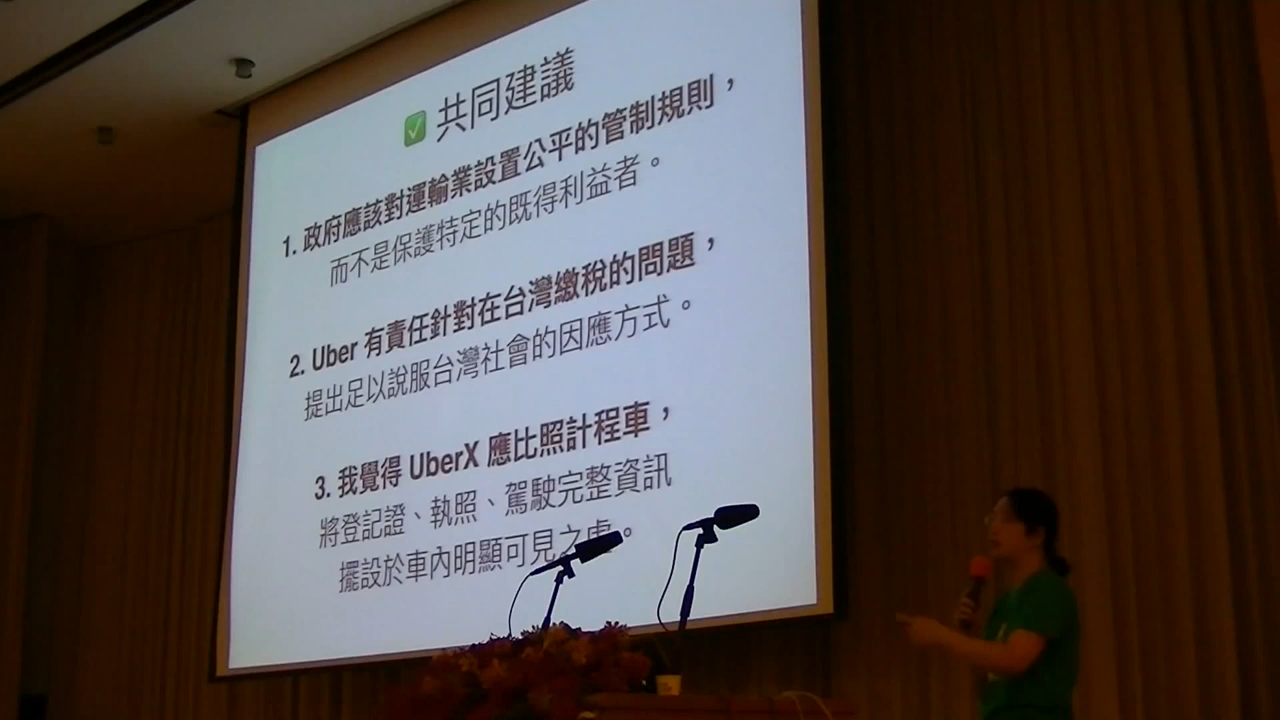 ✅ 共同建議
1. 政府應該對運輸業設置公平的管制規則，
而不是保護特定的既得利益者。
2. Uber 有責任針對在台灣繳稅的問題，
提出足以說服台灣社會的因應方式。
3. 我覺得 UberX 應比照計程車，
將登記證、執照、駕駛完整資訊
擺設於車內明顯可見之處。